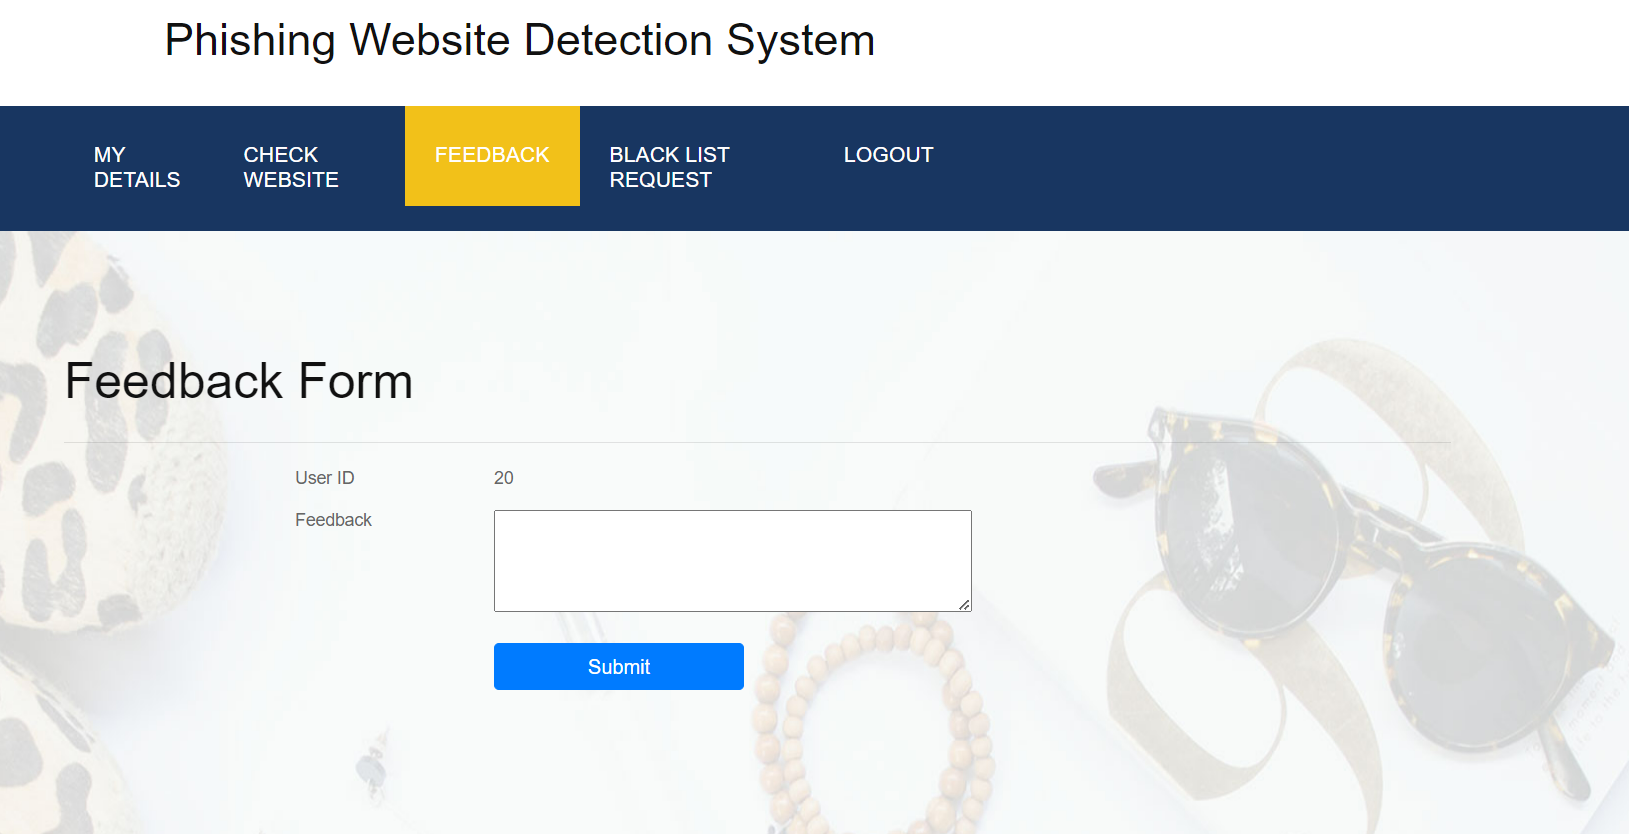 Phishing Website Detection System
MY
DETAILS
CHECK
WEBSITE
FEEDBACK
BLACK LIST
REQUEST
LOGOUT
Feedback Form
User ID 20
Feedback
Submit